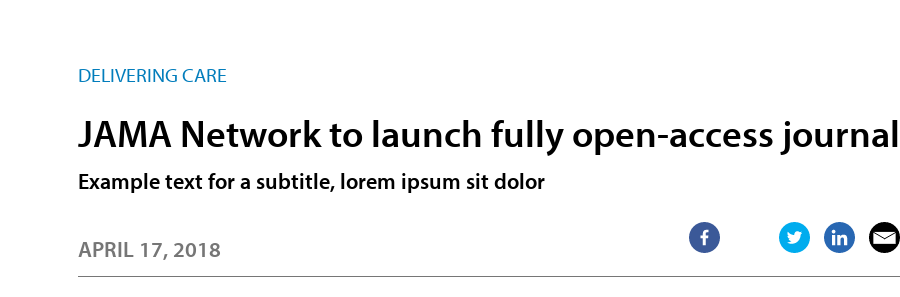 DELIVERING CARE
JAMA Network to launch fully open-access journal
Example text for a subtitle, lorem ipsum sit dolor
APRIL 17, 2018